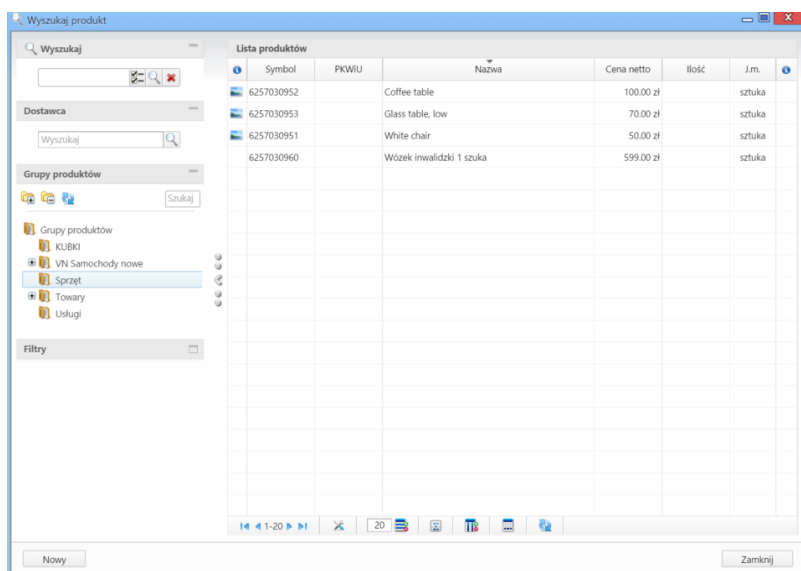 Wyszukaj produkt
Wyszukaj
Dostawca
Wyszukaj
Grupy produktów
Szukaj
Grupy produktów
KUBKI
VN Samochody nowe
Sprzęt
Towary
Usługi
Filtry
Lista produktów
Symbol PKWiU Nazwa Cena netto Ilość J.m.
6257030952 Coffee table 100.00 zł sztuka
6257030953 Glass table, low 70.00 zł sztuka
6257030951 White chair 50.00 zł sztuka
6257030960 Wózek inwalidzki 1 szuka 599.00 zł sztuka
1-20 20
Nowy Zamknij